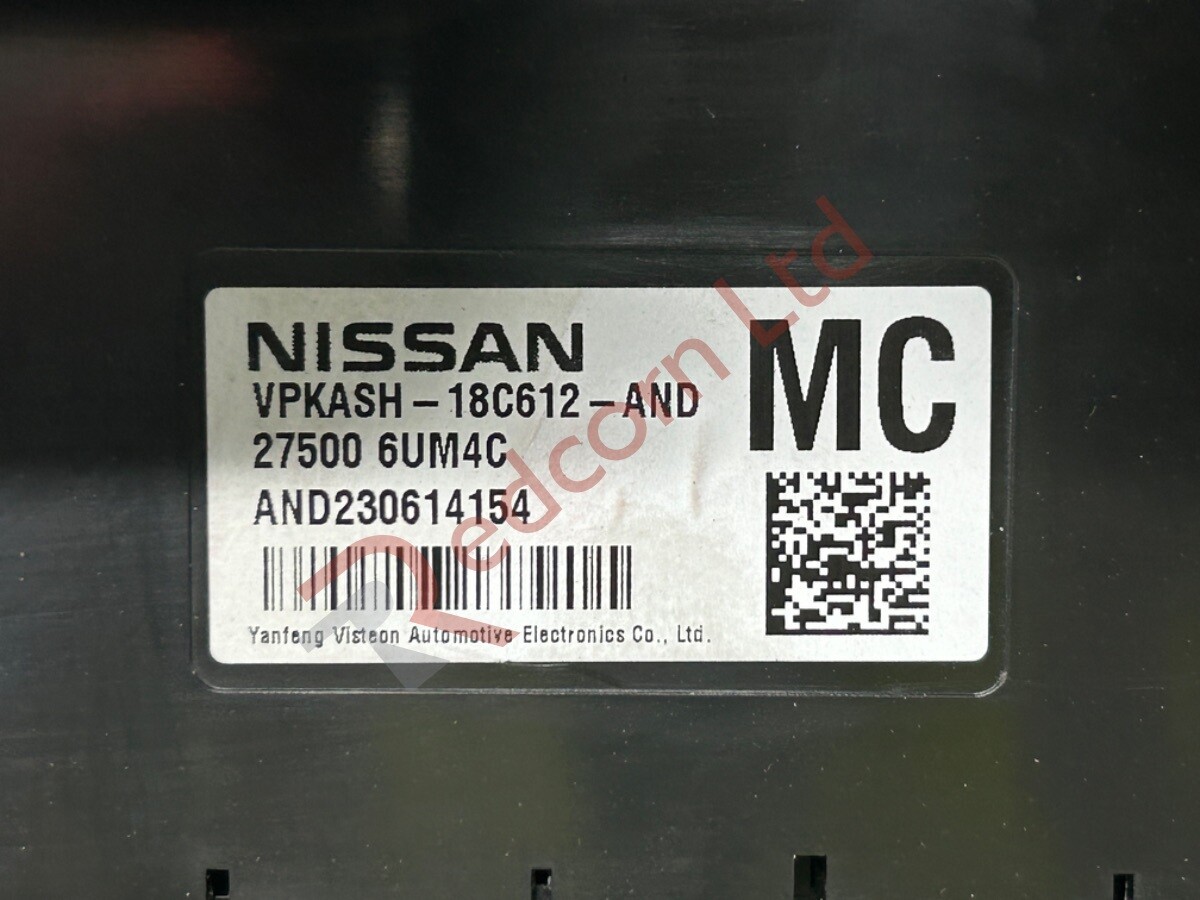 NISSAN
VPKASH-18C612-AND
27500 6UM4C
AND230614154
Yanfeng Visteon Automotive Electronics Co., Ltd.
MC
Redcorn Ltd